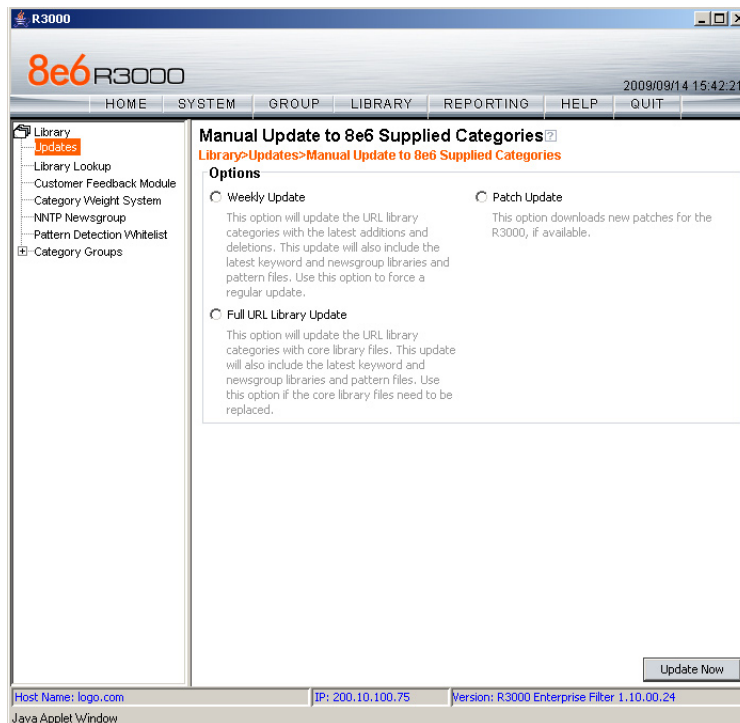 R3000
8e6 R3000
2009/09/14 15:42:21
HOME SYSTEM GROUP LIBRARY REPORTING HELP QUIT
Library
Updates
Library Lookup
Customer Feedback Module
Category Weight System
NNTP Newsgroup
Pattern Detection Whitelist
Category Groups
Manual Update to 8e6 Supplied Categories
Library>Updates>Manual Update to 8e6 Supplied Categories
Options
Weekly Update
This option will update the URL library
categories with the latest additions and
deletions. This update will also include the
latest keyword and newsgroup libraries and
pattern files. Use this option to force a
regular update.
Patch Update
This option downloads new patches for the
R3000, if available.
Full URL Library Update
This option will update the URL library
categories with core library files. This update
will also include the latest keyword and
newsgroup libraries and pattern files. Use
this option if the core library files need to be
replaced.
Update Now
Host Name: logo.com
IP: 200.10.100.75
Version: R3000 Enterprise Filter 1.10.00.24
Java Applet Window